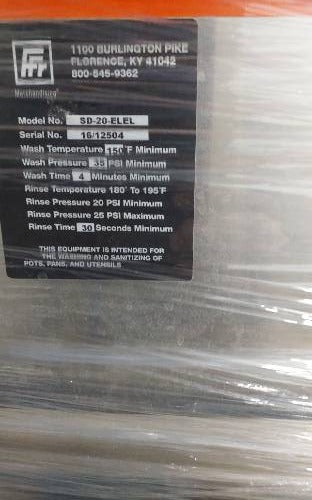 1100 BURLINGTON PIKE
FLORENCE, KY 41042
800-545-9362
Merchandising
Model No. SD-20-ELEL
Serial No. 16/12504
Wash Temperature 150°F Minimum
Wash Pressure 35 PSI Minimum
Wash Time 4 Minutes Minimum
Rinse Temporature 180° To 195°F
Rinse Pressure 20 PSI Minimum
Rinse Pressure 25 PSI Maximum
Rinse Time 30 Seconds Minimum
THIS EQUIPMENT IS INTENDED FOR
THE WASHING AND SANITIZING OF
POTS, PANS, AND UTENSILS